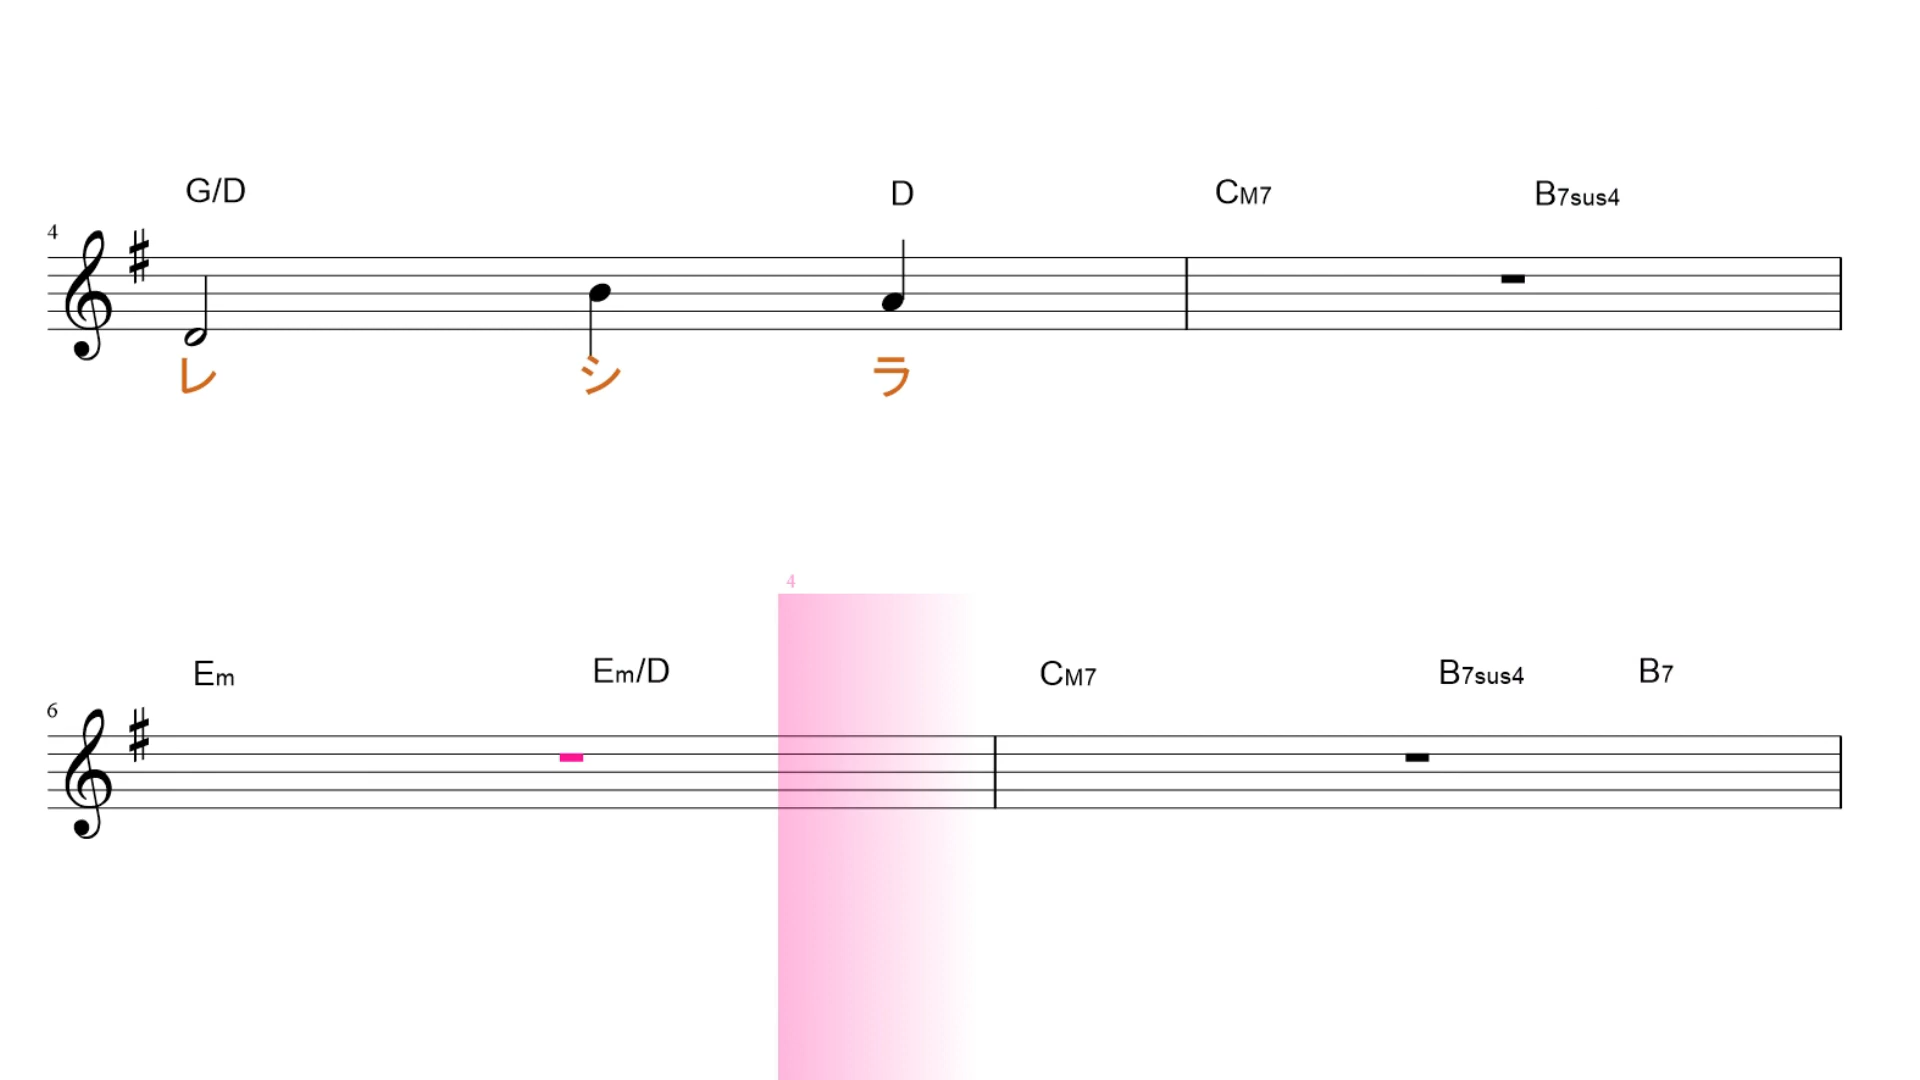 G/D D CM7 B7sus4
4
レ シ ラ
4
Em Em/D CM7 B7sus4 B7
6